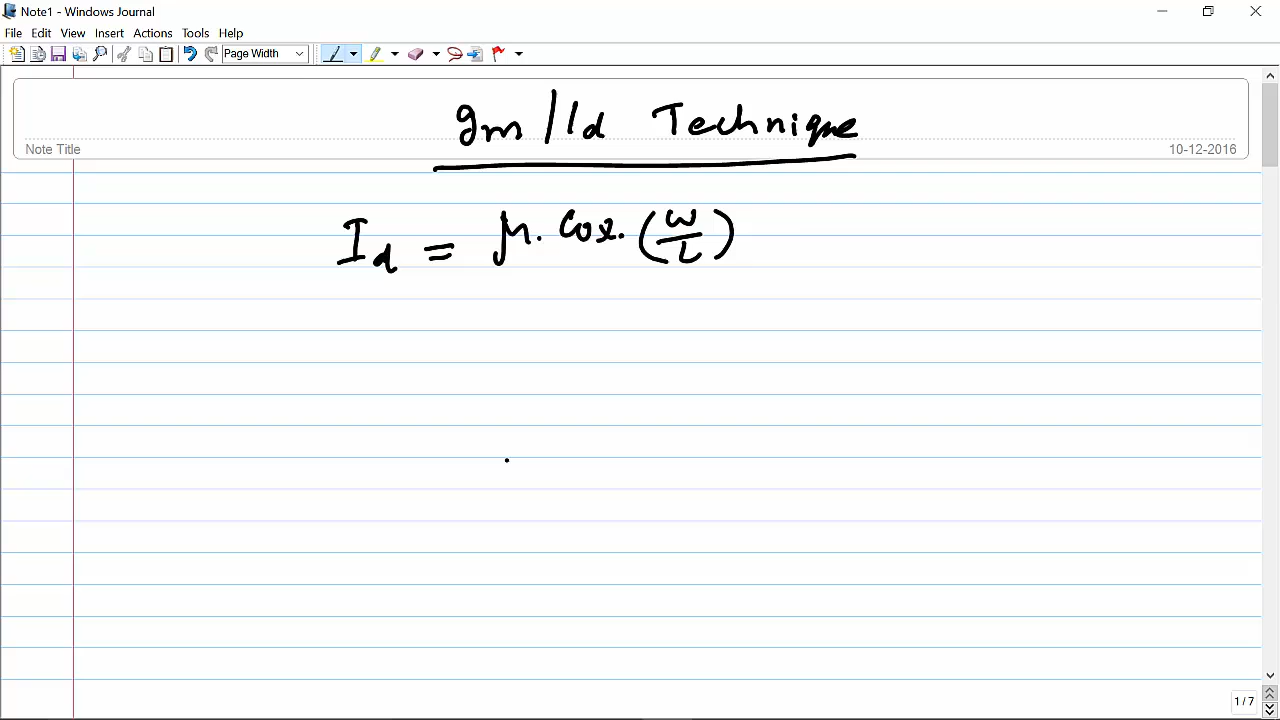 Note1 - Windows Journal
File Edit View Insert Actions Tools Help
Page Width
gm/Id Technique
Note Title
10-12-2016
Id = μ. Cox. (W/L)
1 / 7